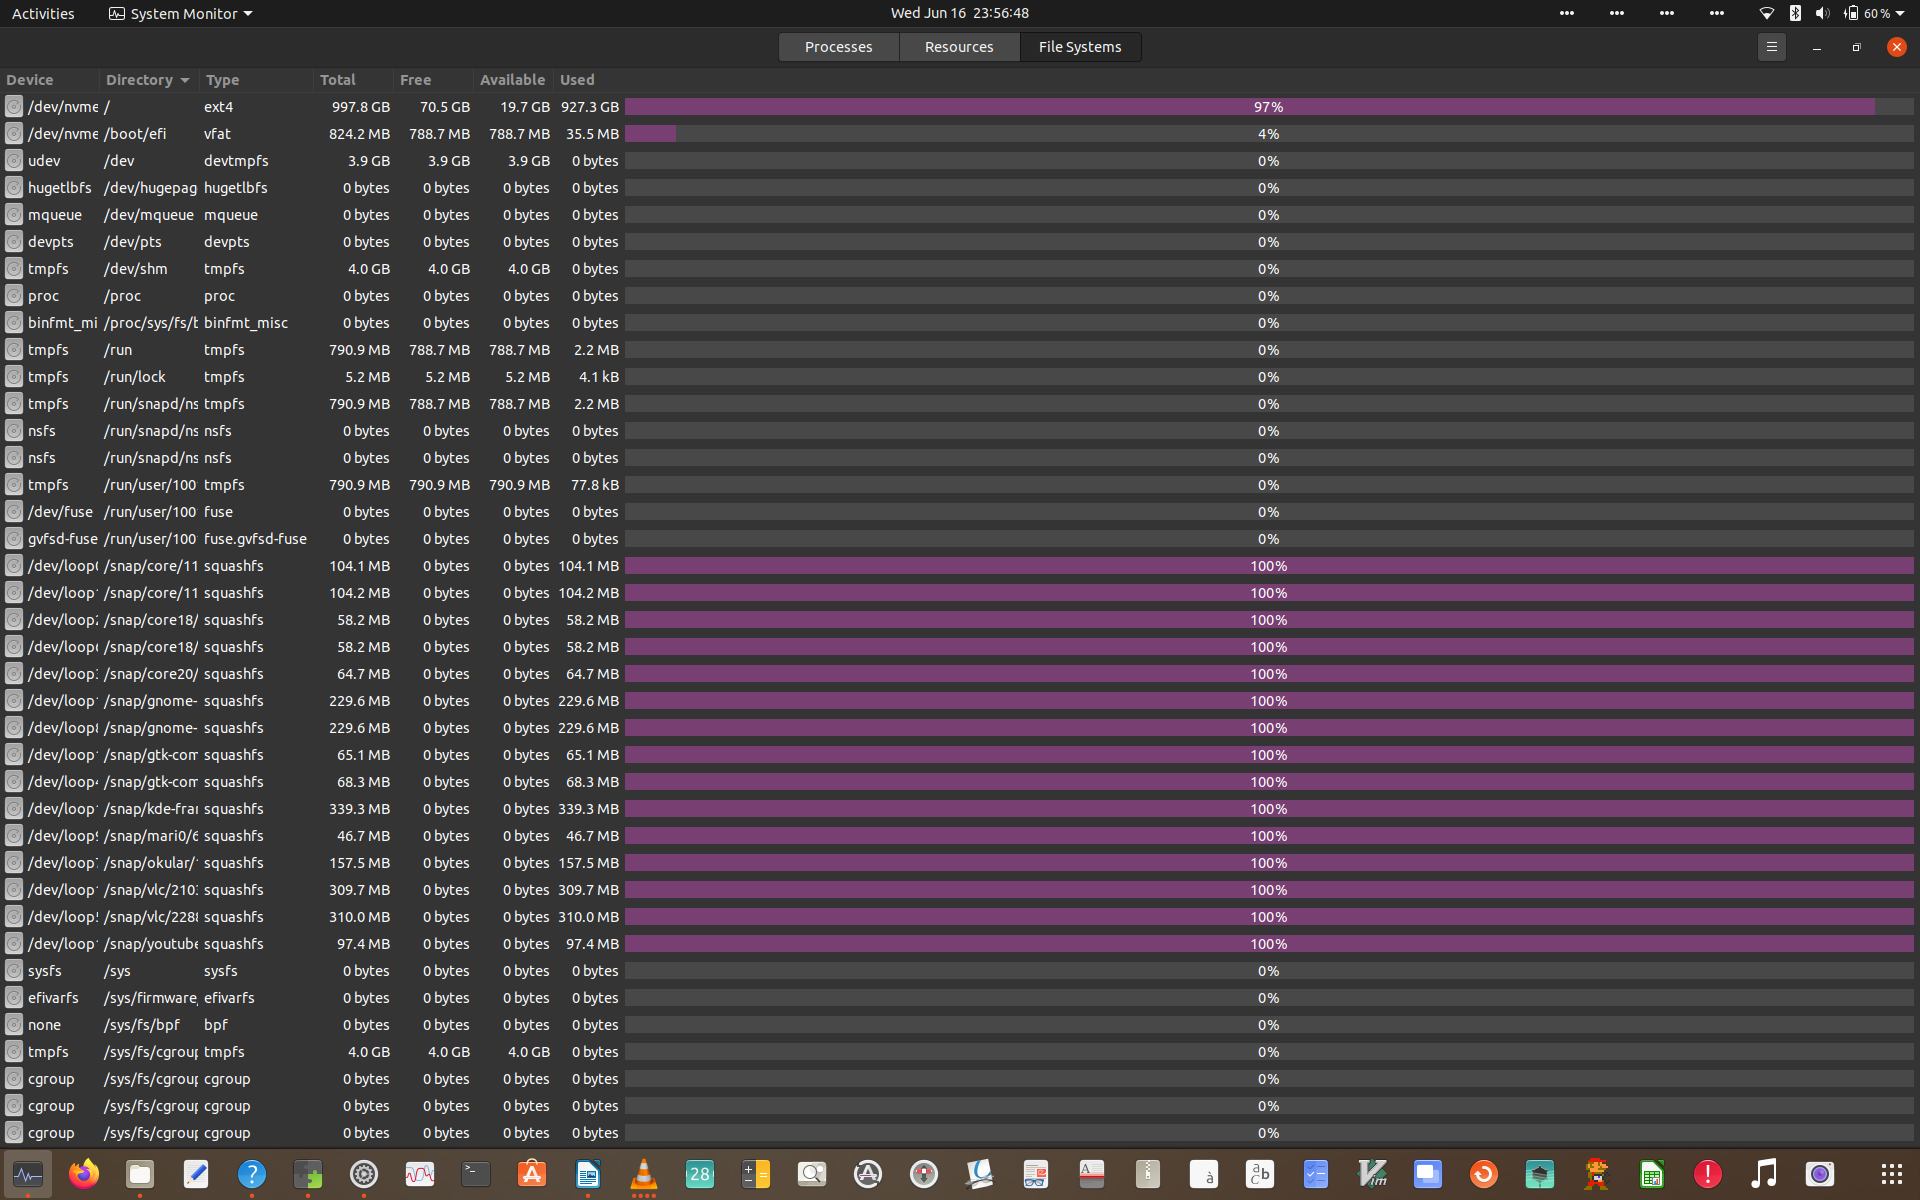 Activities System Monitor Wed Jun 16 23:56:48 60 %
Processes Resources File Systems
Device Directory Type Total Free Available Used
/dev/nvme / ext4 997.8 GB 70.5 GB 19.7 GB 927.3 GB 97%
/dev/nvme /boot/efi vfat 824.2 MB 788.7 MB 788.7 MB 35.5 MB 4%
udev /dev devtmpfs 3.9 GB 3.9 GB 3.9 GB 0 bytes 0%
hugetlbfs /dev/hugepag hugetlbfs 0 bytes 0 bytes 0 bytes 0 bytes 0%
mqueue /dev/mqueue mqueue 0 bytes 0 bytes 0 bytes 0 bytes 0%
devpts /dev/pts devpts 0 bytes 0 bytes 0 bytes 0 bytes 0%
tmpfs /dev/shm tmpfs 4.0 GB 4.0 GB 4.0 GB 0 bytes 0%
proc /proc proc 0 bytes 0 bytes 0 bytes 0 bytes 0%
binfmt_mi /proc/sys/fs/b binfmt_misc 0 bytes 0 bytes 0 bytes 0 bytes 0%
tmpfs /run tmpfs 790.9 MB 788.7 MB 788.7 MB 2.2 MB 0%
tmpfs /run/lock tmpfs 5.2 MB 5.2 MB 5.2 MB 4.1 kB 0%
tmpfs /run/snapd/ns tmpfs 790.9 MB 788.7 MB 788.7 MB 2.2 MB 0%
nsfs /run/snapd/ns nsfs 0 bytes 0 bytes 0 bytes 0 bytes 0%
nsfs /run/snapd/ns nsfs 0 bytes 0 bytes 0 bytes 0 bytes 0%
tmpfs /run/user/100 tmpfs 790.9 MB 790.9 MB 790.9 MB 77.8 kB 0%
/dev/fuse /run/user/100 fuse 0 bytes 0 bytes 0 bytes 0 bytes 0%
gvfsd-fuse /run/user/100 fuse.gvfsd-fuse 0 bytes 0 bytes 0 bytes 0 bytes 0%
/dev/loop0 /snap/core/11 squashfs 104.1 MB 0 bytes 0 bytes 104.1 MB 100%
/dev/loop1 /snap/core/11 squashfs 104.2 MB 0 bytes 0 bytes 104.2 MB 100%
/dev/loop2 /snap/core18/ squashfs 58.2 MB 0 bytes 0 bytes 58.2 MB 100%
/dev/loop6 /snap/core18/ squashfs 58.2 MB 0 bytes 0 bytes 58.2 MB 100%
/dev/loop3 /snap/core20/ squashfs 64.7 MB 0 bytes 0 bytes 64.7 MB 100%
/dev/loop1 /snap/gnome- squashfs 229.6 MB 0 bytes 0 bytes 229.6 MB 100%
/dev/loop8 /snap/gnome- squashfs 229.6 MB 0 bytes 0 bytes 229.6 MB 100%
/dev/loop1 /snap/gtk-com squashfs 65.1 MB 0 bytes 0 bytes 65.1 MB 100%
/dev/loop4 /snap/gtk-com squashfs 68.3 MB 0 bytes 0 bytes 68.3 MB 100%
/dev/loop1 /snap/kde-fra squashfs 339.3 MB 0 bytes 0 bytes 339.3 MB 100%
/dev/loop9 /snap/mari0/6 squashfs 46.7 MB 0 bytes 0 bytes 46.7 MB 100%
/dev/loop7 /snap/okular/ squashfs 157.5 MB 0 bytes 0 bytes 157.5 MB 100%
/dev/loop1 /snap/vlc/2103 squashfs 309.7 MB 0 bytes 0 bytes 309.7 MB 100%
/dev/loop5 /snap/vlc/2288 squashfs 310.0 MB 0 bytes 0 bytes 310.0 MB 100%
/dev/loop1 /snap/youtube squashfs 97.4 MB 0 bytes 0 bytes 97.4 MB 100%
sysfs /sys sysfs 0 bytes 0 bytes 0 bytes 0 bytes 0%
efivarfs /sys/firmware/ efivarfs 0 bytes 0 bytes 0 bytes 0 bytes 0%
none /sys/fs/bpf bpf 0 bytes 0 bytes 0 bytes 0 bytes 0%
tmpfs /sys/fs/cgroup tmpfs 4.0 GB 4.0 GB 4.0 GB 0 bytes 0%
cgroup /sys/fs/cgroup cgroup 0 bytes 0 bytes 0 bytes 0 bytes 0%
cgroup /sys/fs/cgroup cgroup 0 bytes 0 bytes 0 bytes 0 bytes 0%
cgroup /sys/fs/cgroup cgroup 0 bytes 0 bytes 0 bytes 0 bytes 0%
28 à abc Vim